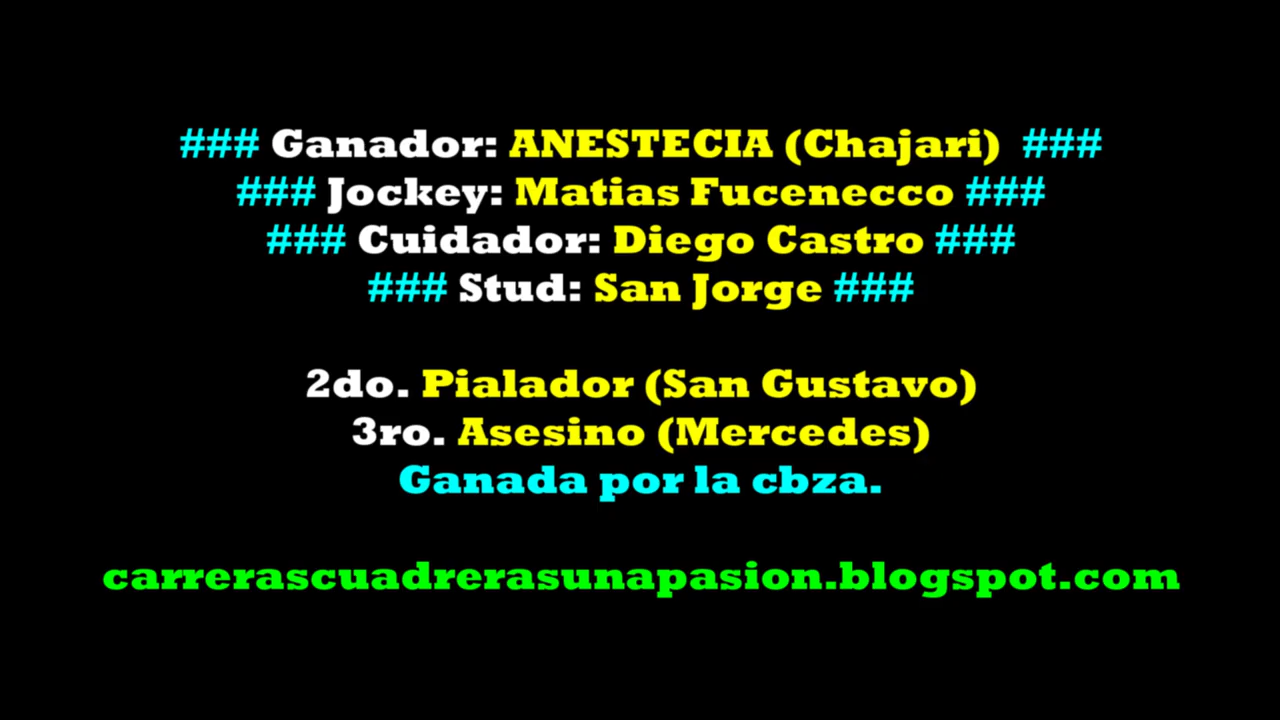 ### Ganador: ANESTECIA (Chajari) ###
### Jockey: Matias Fucenecco ###
### Cuidador: Diego Castro ###
### Stud: San Jorge ###
2do. Pialador (San Gustavo)
3ro. Asesino (Mercedes)
Ganada por la cbza.
carrerascuadrerasunapasion.blogspot.com